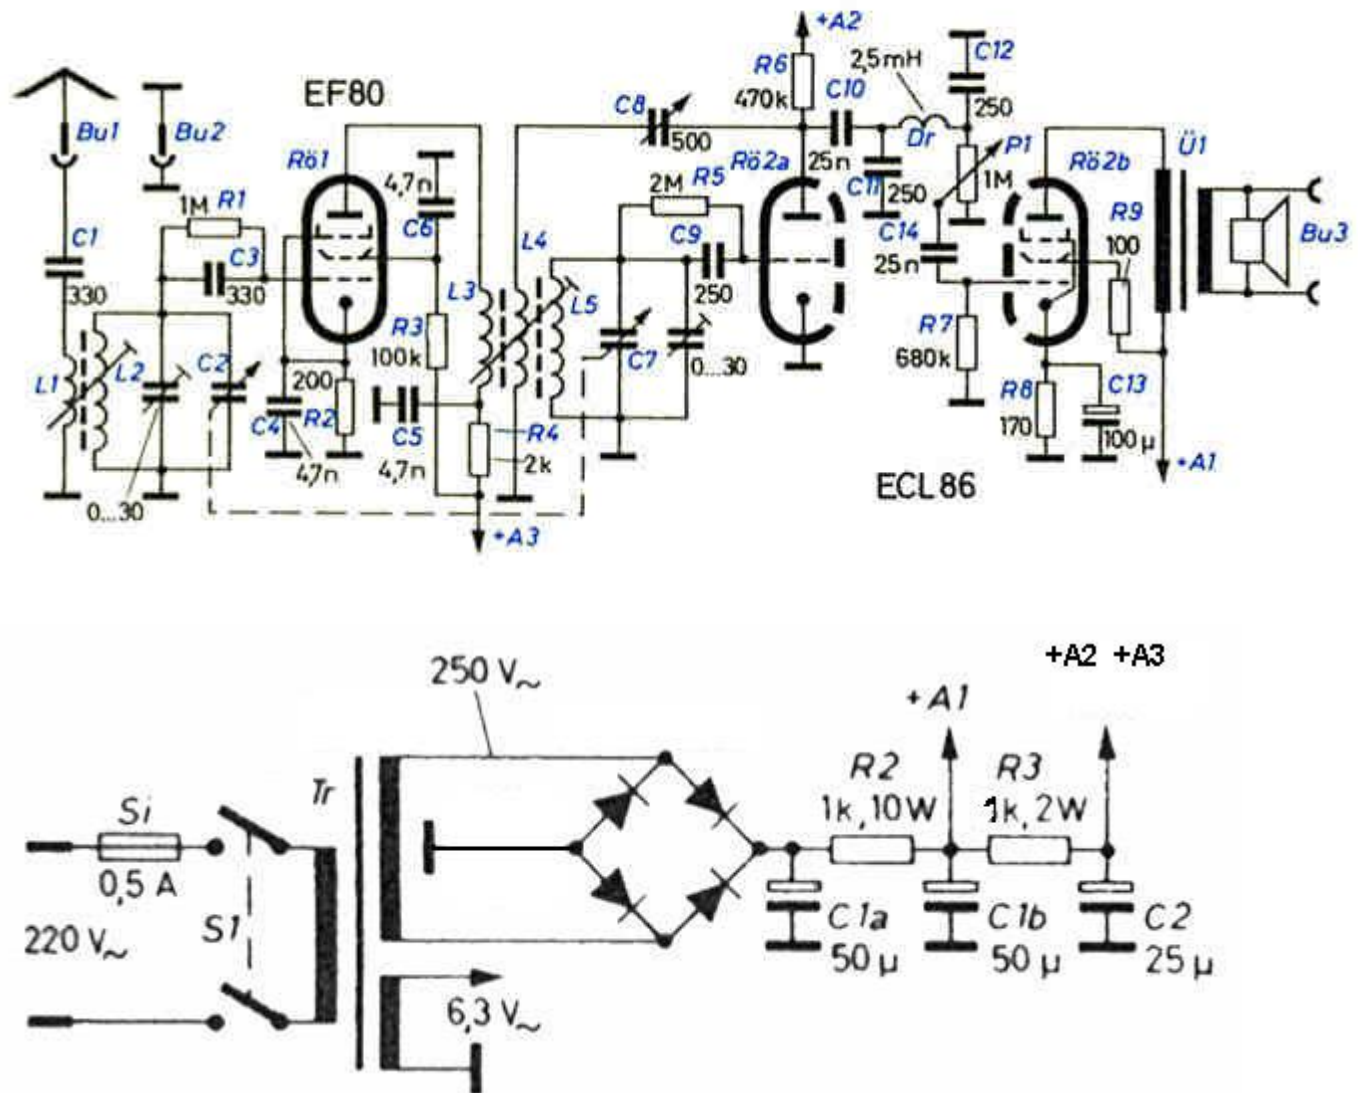 +A2
C12
R6
2,5mH
EF80
C8
470k
C10
250
Bu1
Bu2
Rö1
500
Dr
P1
Ü1
4,7n
2M
R5
25n
Rö2a
C11
1M
Rö2b
R9
1M
R1
C6
250
C1
C3
L4
C9
C14
100
Bu3
330
330
L3
L5
250
25n
R3
R7
L1
L2
C2
100k
C7
680k
200
0...30
R8
C13
C4
R2
C5
R4
170
100µ
4,7n
4,7n
2k
ECL86
+A1
0...30
+A3
+A2 +A3
250 V~
+A1
Tr
R2
R3
Si
1k, 10W
1k, 2W
0,5 A
S1
C1a
C1b
C2
220 V~
50µ
50µ
25µ
6,3 V~